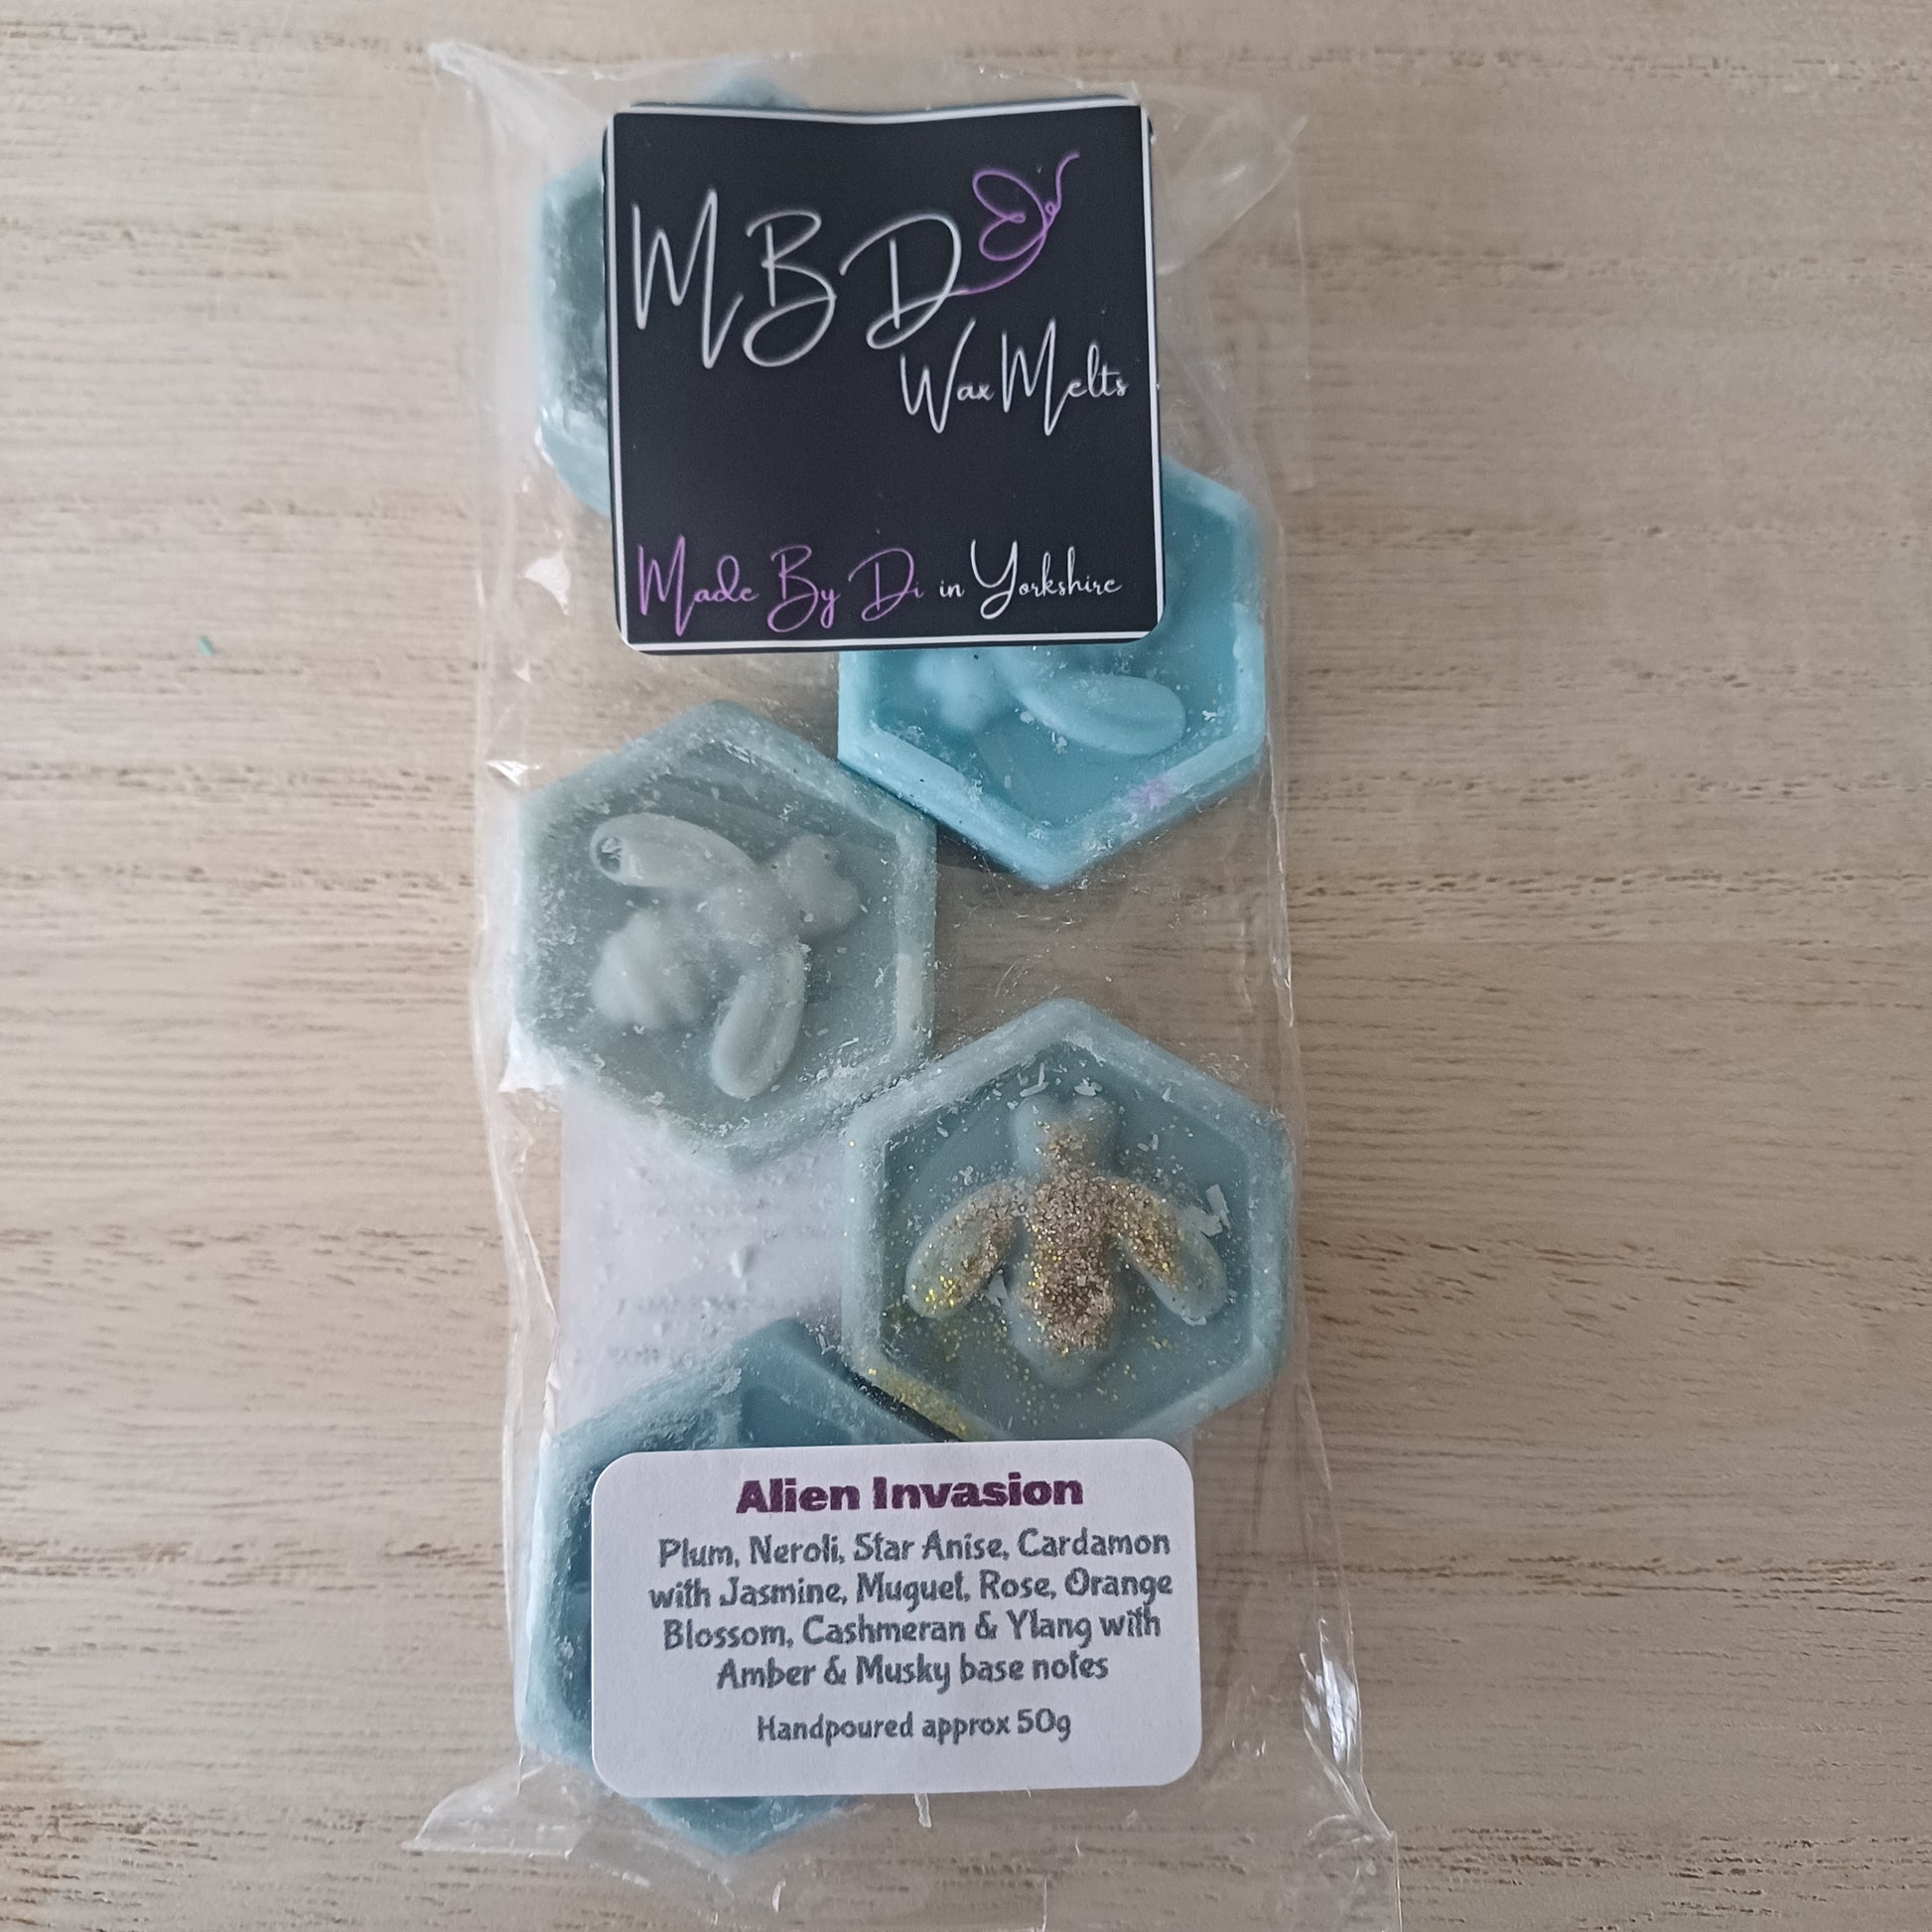 MBD
Wax Melts
Made By Di in Yorkshire
Alien Invasion
Plum, Neroli, Star Anise, Cardamon
with Jasmine, Muguet, Rose, Orange
Blossom, Cashmeran & Ylang with
Amber & Musky base notes
Handpoured approx 50g